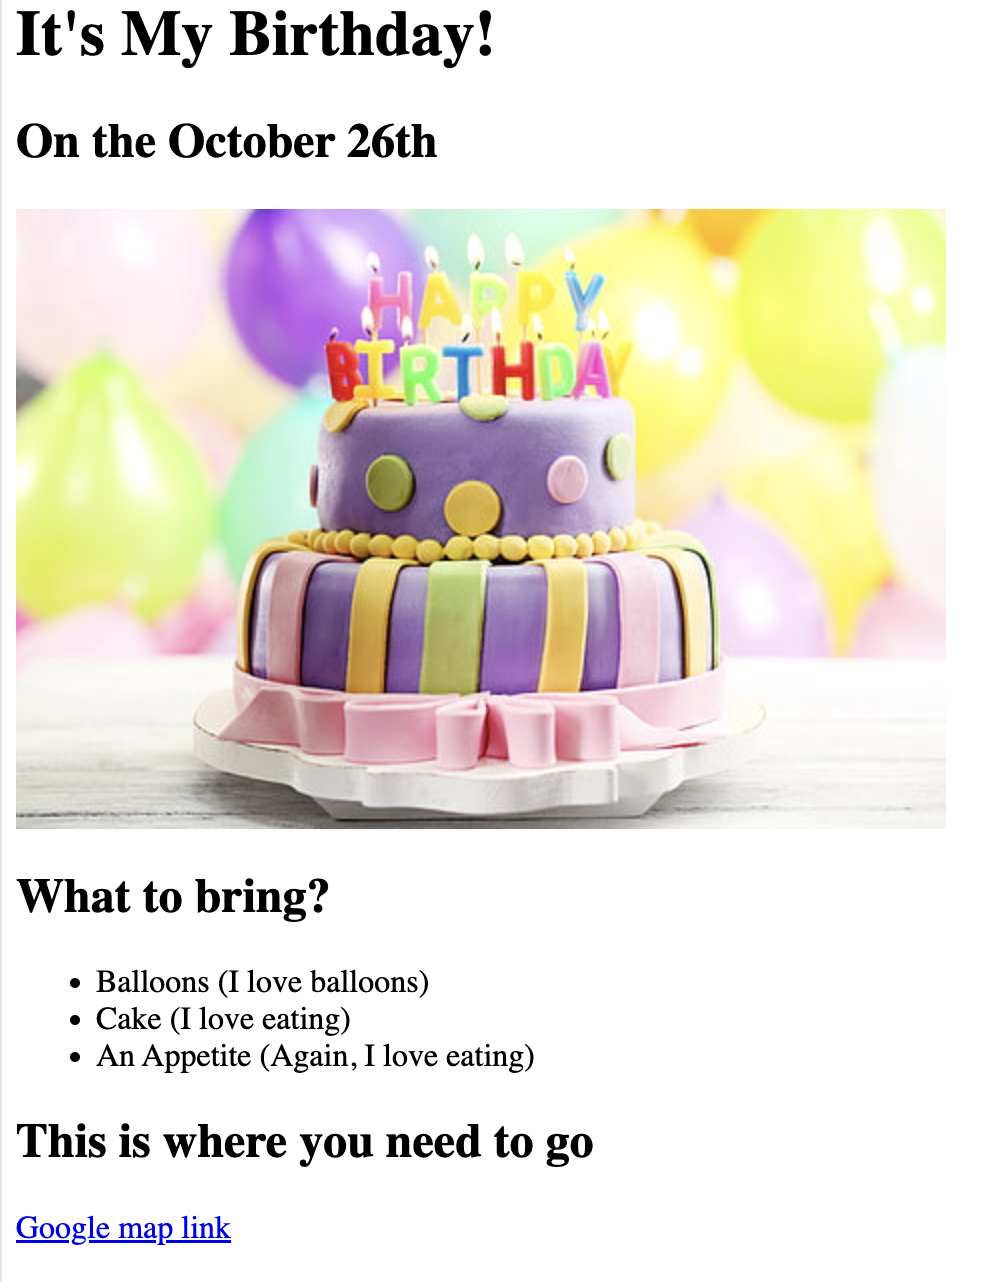 It's My Birthday!
On the October 26th
HAPPY
BIRTHDAY
What to bring?
Balloons (I love balloons)
Cake (I love eating)
An Appetite (Again, I love eating)
This is where you need to go
Google map link